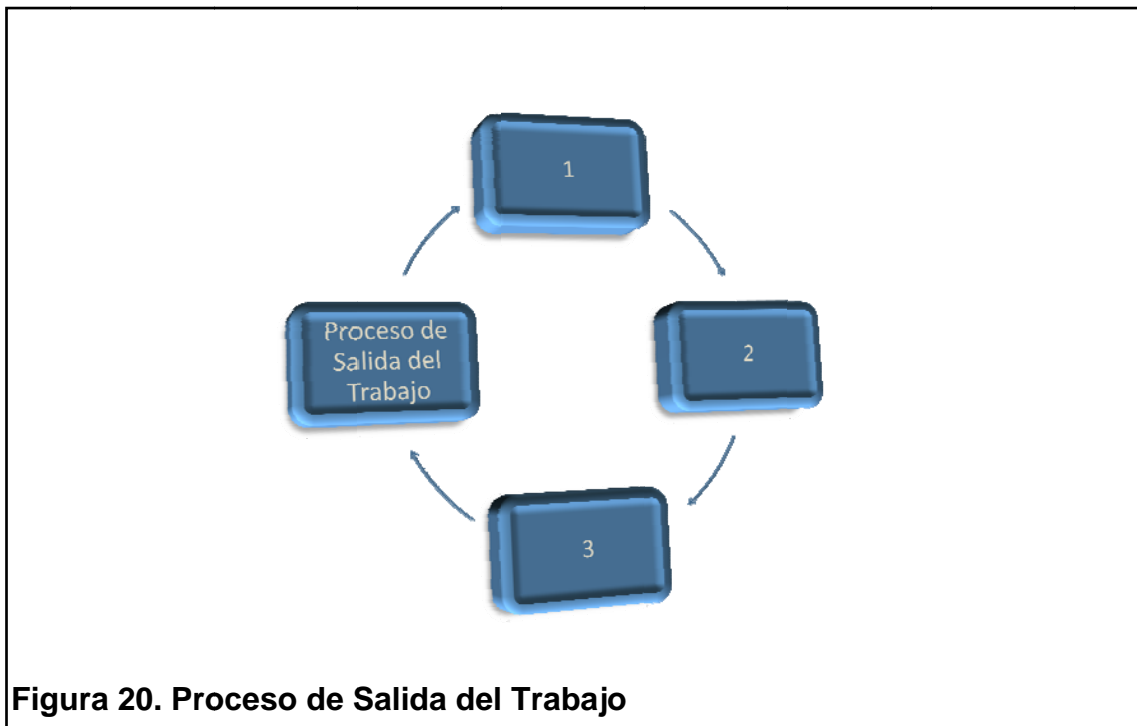 1
Proceso de
Salida del
Trabajo
2
3
Figura 20. Proceso de Salida del Trabajo